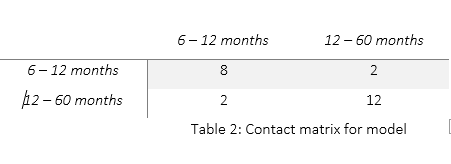 6 – 12 months 12 – 60 months
6 – 12 months 8 2
12 – 60 months 2 12
Table 2: Contact matrix for model